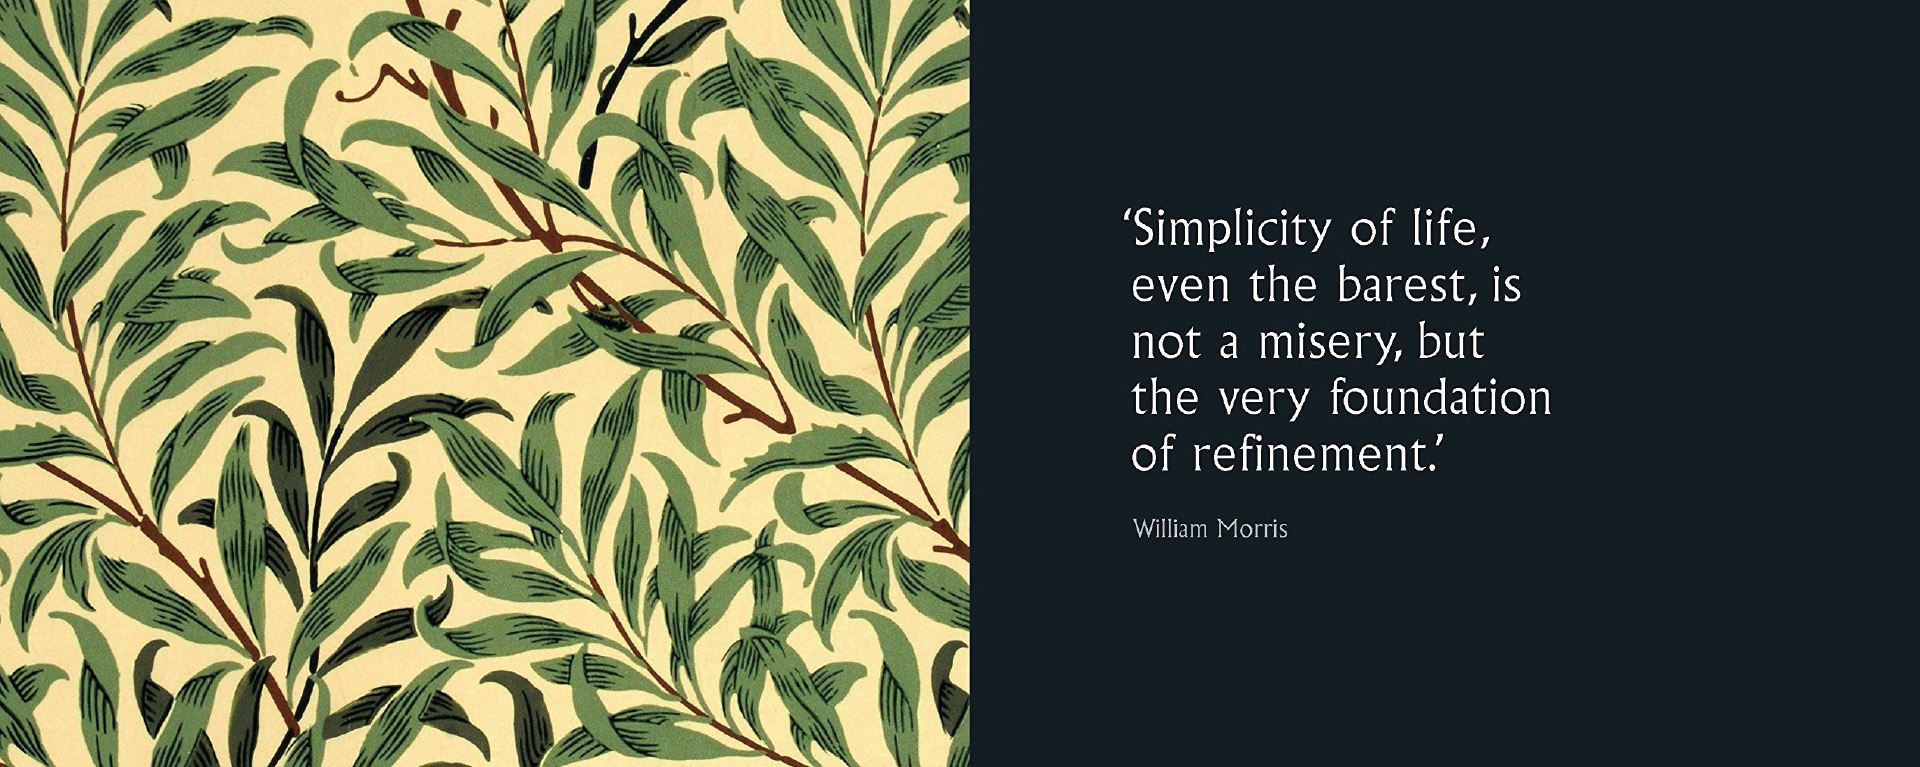 ‘Simplicity of life,
even the barest, is
not a misery, but
the very foundation
of refinement.’
William Morris